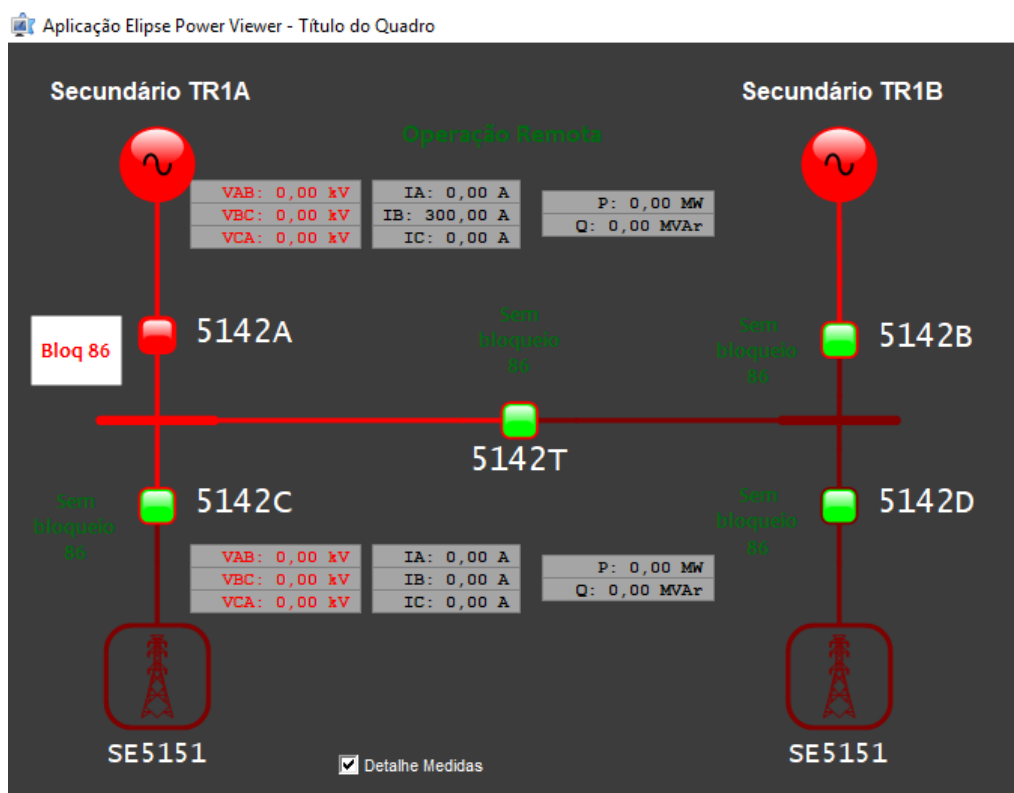 Aplicação Elipse Power Viewer - Título do Quadro
Secundário TR1A
Secundário TR1B
Operação Remota
VAB: 0,00 kV
IA: 0,00 A
P: 0,00 MW
VBC: 0,00 kV
IB: 300,00 A
Q: 0,00 MVAr
VCA: 0,00 kV
IC: 0,00 A
Bloq 86
5142A
Sem
bloqueio
86
Sem
bloqueio
86
5142B
5142T
Sem
bloqueio
86
5142C
Sem
bloqueio
86
5142D
VAB: 0,00 kV
IA: 0,00 A
P: 0,00 MW
VBC: 0,00 kV
IB: 0,00 A
Q: 0,00 MVAr
VCA: 0,00 kV
IC: 0,00 A
SE5151
SE5151
Detalhe Medidas